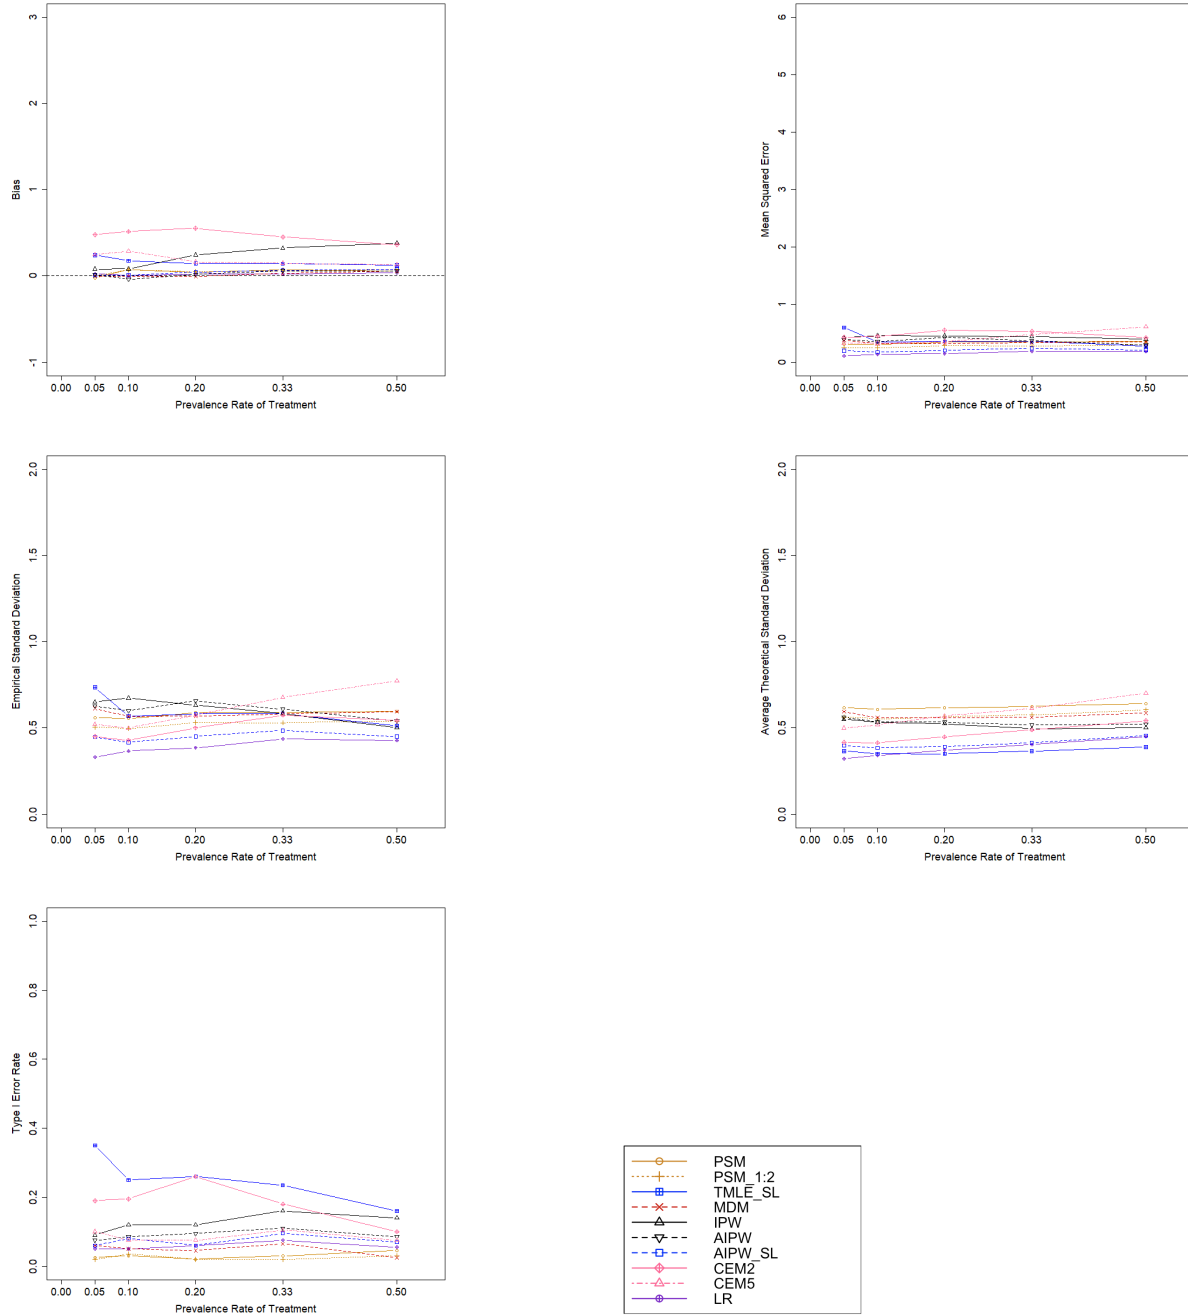 3
2
1
0
-1
Bias
0.00 0.05 0.10 0.20 0.33 0.50
Prevalence Rate of Treatment
6
5
4
3
2
1
0
Mean Squared Error
0.00 0.05 0.10 0.20 0.33 0.50
Prevalence Rate of Treatment
2.0
1.5
1.0
0.5
0.0
Empirical Standard Deviation
0.00 0.05 0.10 0.20 0.33 0.50
Prevalence Rate of Treatment
2.0
1.5
1.0
0.5
0.0
Average Theoretical Standard Deviation
0.00 0.05 0.10 0.20 0.33 0.50
Prevalence Rate of Treatment
1.0
0.8
0.6
0.4
0.2
0.0
Type I Error Rate
0.00 0.05 0.10 0.20 0.33 0.50
Prevalence Rate of Treatment
PSM
PSM_1:2
TMLE_SL
MDM
IPW
AIPW
AIPW_SL
CEM2
CEM5
LR